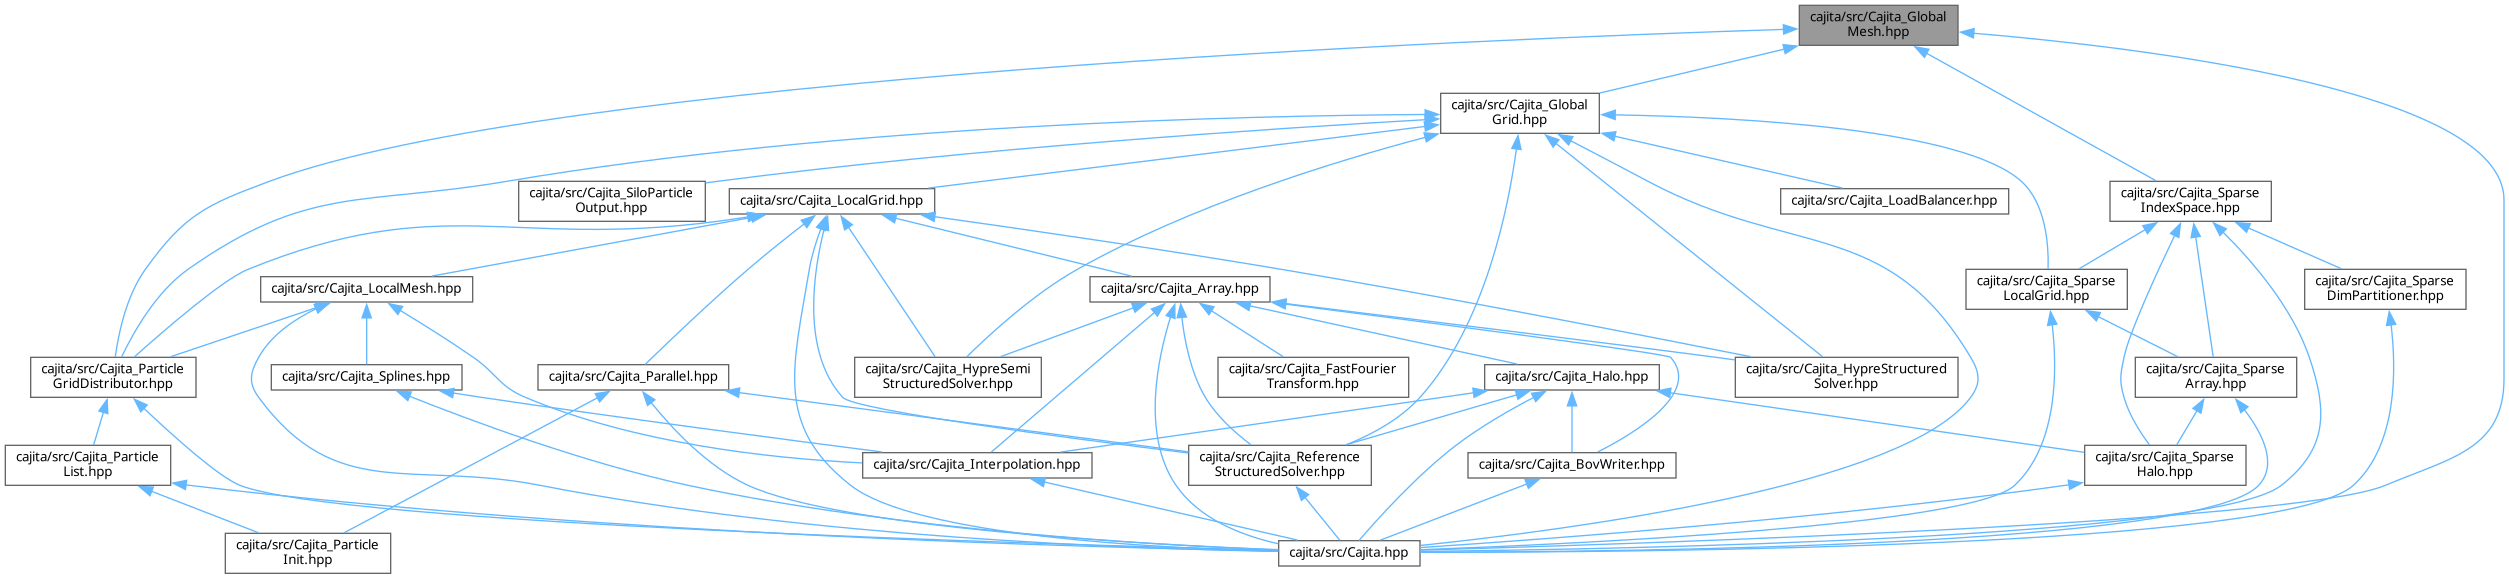 cajita/src/Cajita_Global
Mesh.hpp
cajita/src/Cajita_Global
Grid.hpp
cajita/src/Cajita_SiloParticle
Output.hpp
cajita/src/Cajita_LocalGrid.hpp
cajita/src/Cajita_LoadBalancer.hpp
cajita/src/Cajita_Sparse
IndexSpace.hpp
cajita/src/Cajita_LocalMesh.hpp
cajita/src/Cajita_Array.hpp
cajita/src/Cajita_Sparse
LocalGrid.hpp
cajita/src/Cajita_Sparse
DimPartitioner.hpp
cajita/src/Cajita_Particle
GridDistributor.hpp
cajita/src/Cajita_Splines.hpp
cajita/src/Cajita_Parallel.hpp
cajita/src/Cajita_HypreSemi
StructuredSolver.hpp
cajita/src/Cajita_FastFourier
Transform.hpp
cajita/src/Cajita_Halo.hpp
cajita/src/Cajita_HypreStructured
Solver.hpp
cajita/src/Cajita_Sparse
Array.hpp
cajita/src/Cajita_Particle
List.hpp
cajita/src/Cajita_Interpolation.hpp
cajita/src/Cajita_Reference
StructuredSolver.hpp
cajita/src/Cajita_BovWriter.hpp
cajita/src/Cajita_Sparse
Halo.hpp
cajita/src/Cajita_Particle
Init.hpp
cajita/src/Cajita.hpp